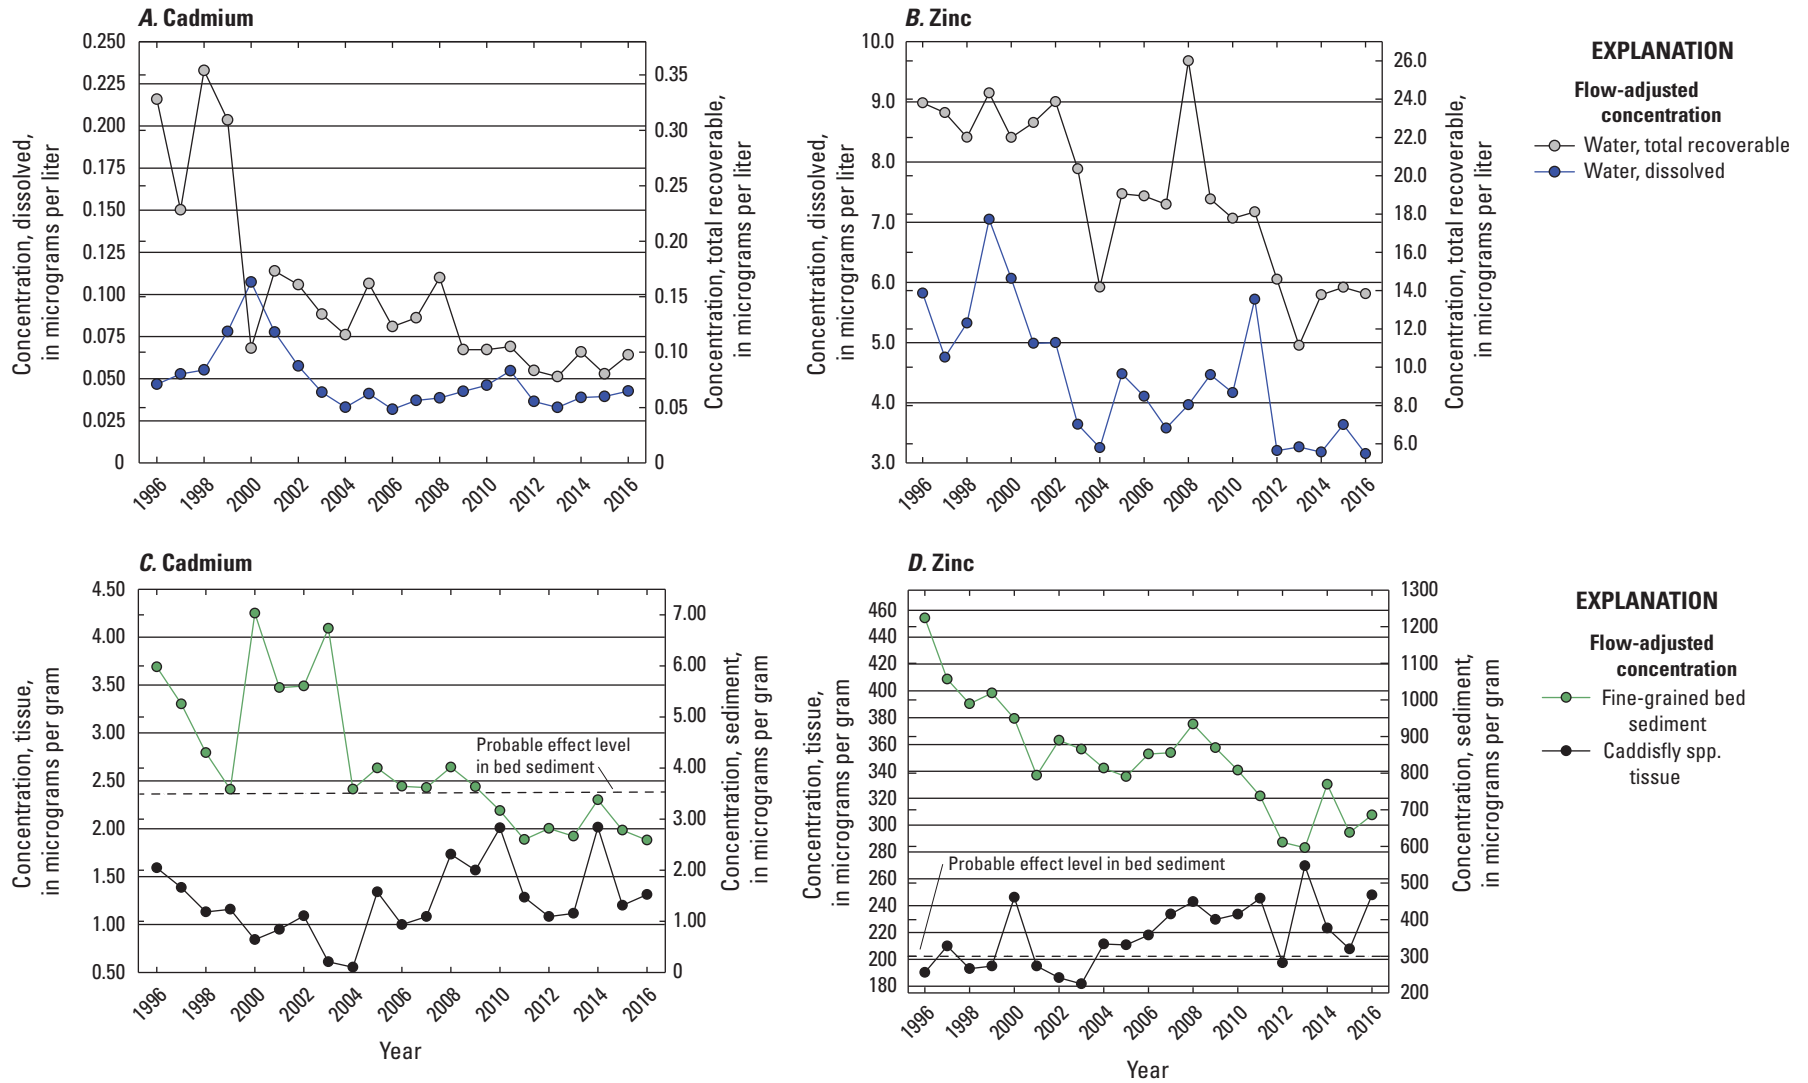 A. Cadmium
0.250
0.225
0.200
0.175
0.150
0.125
0.100
0.075
0.050
0.025
0
Concentration, dissolved,
in micrograms per liter
0.35
0.30
0.25
0.20
0.15
0.10
0.05
0
Concentration, total recoverable,
in micrograms per liter
1996 1998 2000 2002 2004 2006 2008 2010 2012 2014 2016
B. Zinc
10.0
9.0
8.0
7.0
6.0
5.0
4.0
3.0
Concentration, dissolved,
in micrograms per liter
26.0
24.0
22.0
20.0
18.0
16.0
14.0
12.0
10.0
8.0
6.0
Concentration, total recoverable,
in micrograms per liter
1996 1998 2000 2002 2004 2006 2008 2010 2012 2014 2016
EXPLANATION
Flow-adjusted
concentration
Water, total recoverable
Water, dissolved
C. Cadmium
4.50
4.00
3.50
3.00
2.50
2.00
1.50
1.00
0.50
Concentration, tissue,
in micrograms per gram
Probable effect level
in bed sediment
7.00
6.00
5.00
4.00
3.00
2.00
1.00
0
Concentration, sediment,
in micrograms per gram
1996 1998 2000 2002 2004 2006 2008 2010 2012 2014 2016
Year
D. Zinc
460
440
420
400
380
360
340
320
300
280
260
240
220
200
180
Concentration, tissue,
in micrograms per gram
Probable effect level in bed sediment
1300
1200
1100
1000
900
800
700
600
500
400
300
200
Concentration, sediment,
in micrograms per gram
1996 1998 2000 2002 2004 2006 2008 2010 2012 2014 2016
Year
EXPLANATION
Flow-adjusted
concentration
Fine-grained bed
sediment
Caddisfly spp.
tissue